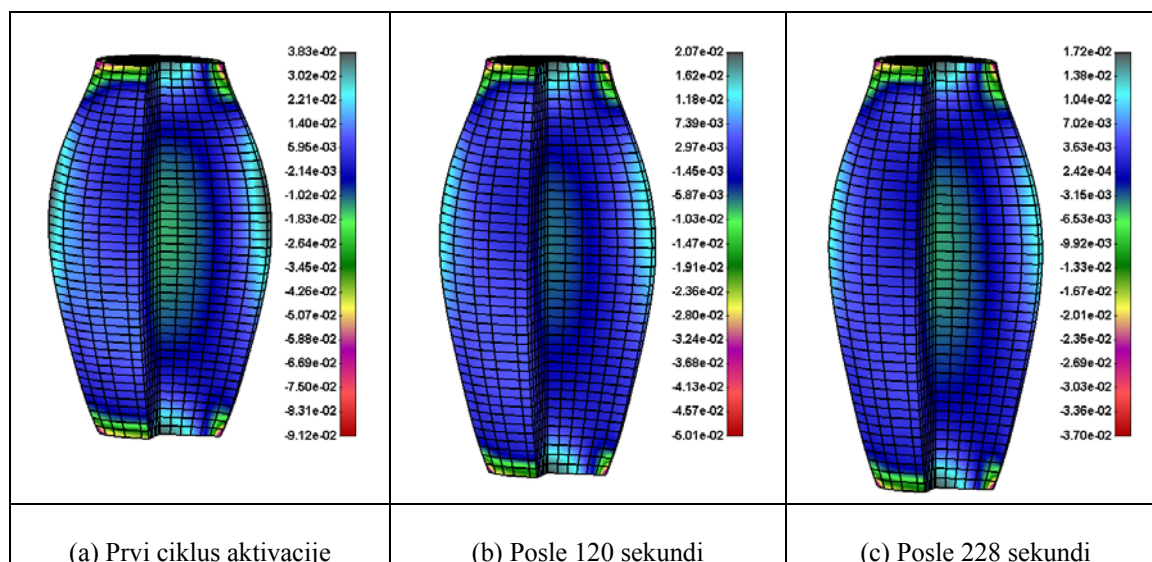 3.83e-02
3.02e-02
2.21e-02
1.40e-02
5.95e-03
-2.14e-03
-1.02e-02
-1.83e-02
-2.64e-02
-3.45e-02
-4.26e-02
-5.07e-02
-5.88e-02
-6.69e-02
-7.50e-02
-8.31e-02
-9.12e-02
(a) Prvi ciklus aktivacije
2.07e-02
1.62e-02
1.18e-02
7.39e-03
2.97e-03
-1.45e-03
-5.87e-03
-1.03e-02
-1.47e-02
-1.91e-02
-2.36e-02
-2.80e-02
-3.24e-02
-3.68e-02
-4.13e-02
-4.57e-02
-5.01e-02
(b) Posle 120 sekundi
1.72e-02
1.38e-02
1.04e-02
7.02e-03
3.63e-03
2.42e-04
-3.15e-03
-6.53e-03
-9.92e-03
-1.33e-02
-1.67e-02
-2.01e-02
-2.35e-02
-2.69e-02
-3.03e-02
-3.36e-02
-3.70e-02
(c) Posle 228 sekundi